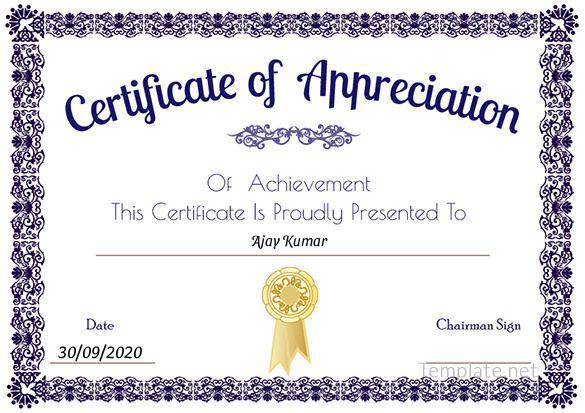 Certificate of Appreciation
Of Achievement
This Certificate Is Proudly Presented To
Ajay Kumar
Date
Chairman Sign
30/09/2020
Template.net